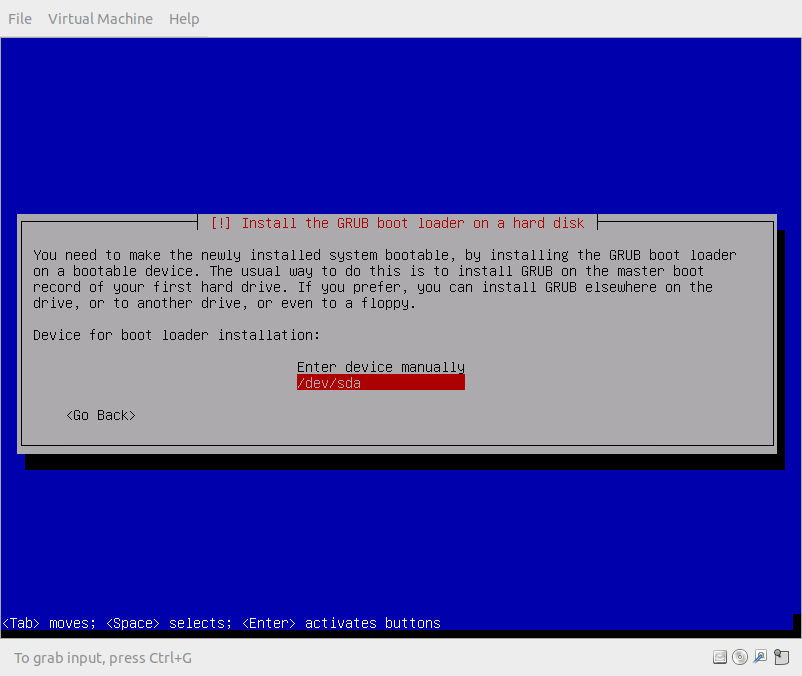 File Virtual Machine Help
[!] Install the GRUB boot loader on a hard disk
You need to make the newly installed system bootable, by installing the GRUB boot loader
on a bootable device. The usual way to do this is to install GRUB on the master boot
record of your first hard drive. If you prefer, you can install GRUB elsewhere on the
drive, or to another drive, or even to a floppy.
Device for boot loader installation:
Enter device manually
/dev/sda
<Go Back>
<Tab> moves; <Space> selects; <Enter> activates buttons
To grab input, press Ctrl+G